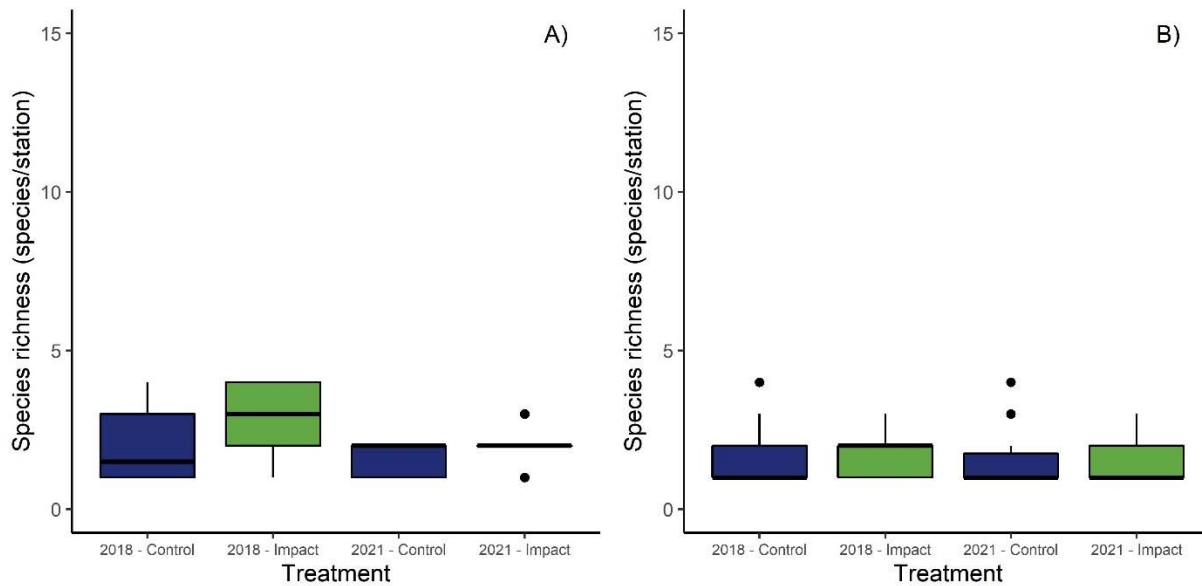 A)
Species richness (species/station)
15
10
5
0
2018 - Control
2018 - Impact
2021 - Control
2021 - Impact
Treatment
B)
Species richness (species/station)
15
10
5
0
2018 - Control
2018 - Impact
2021 - Control
2021 - Impact
Treatment